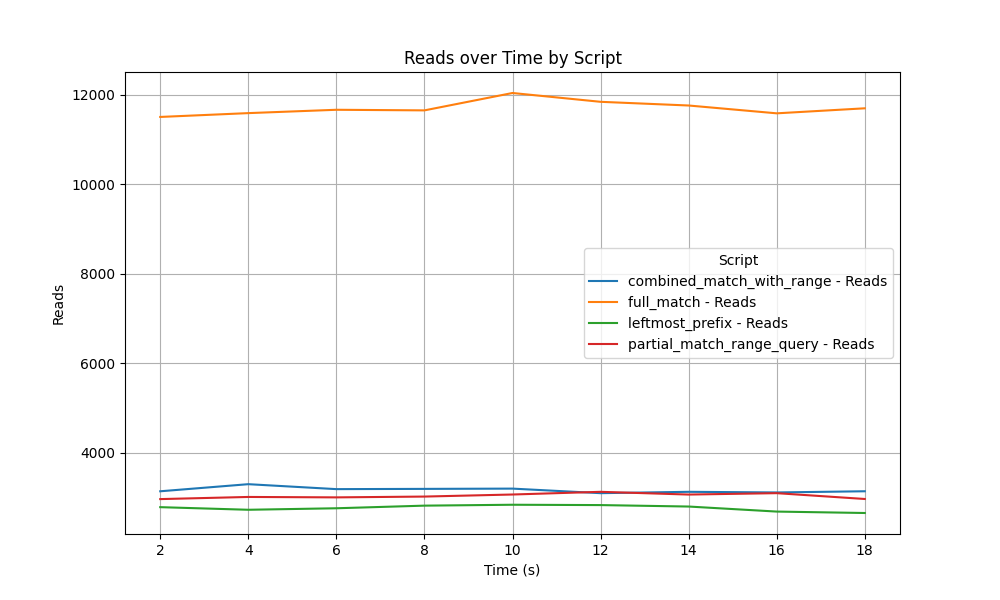 Reads over Time by Script
12000
10000
8000
6000
4000
Reads
Script
combined_match_with_range - Reads
full_match - Reads
leftmost_prefix - Reads
partial_match_range_query - Reads
2 4 6 8 10 12 14 16 18
Time (s)